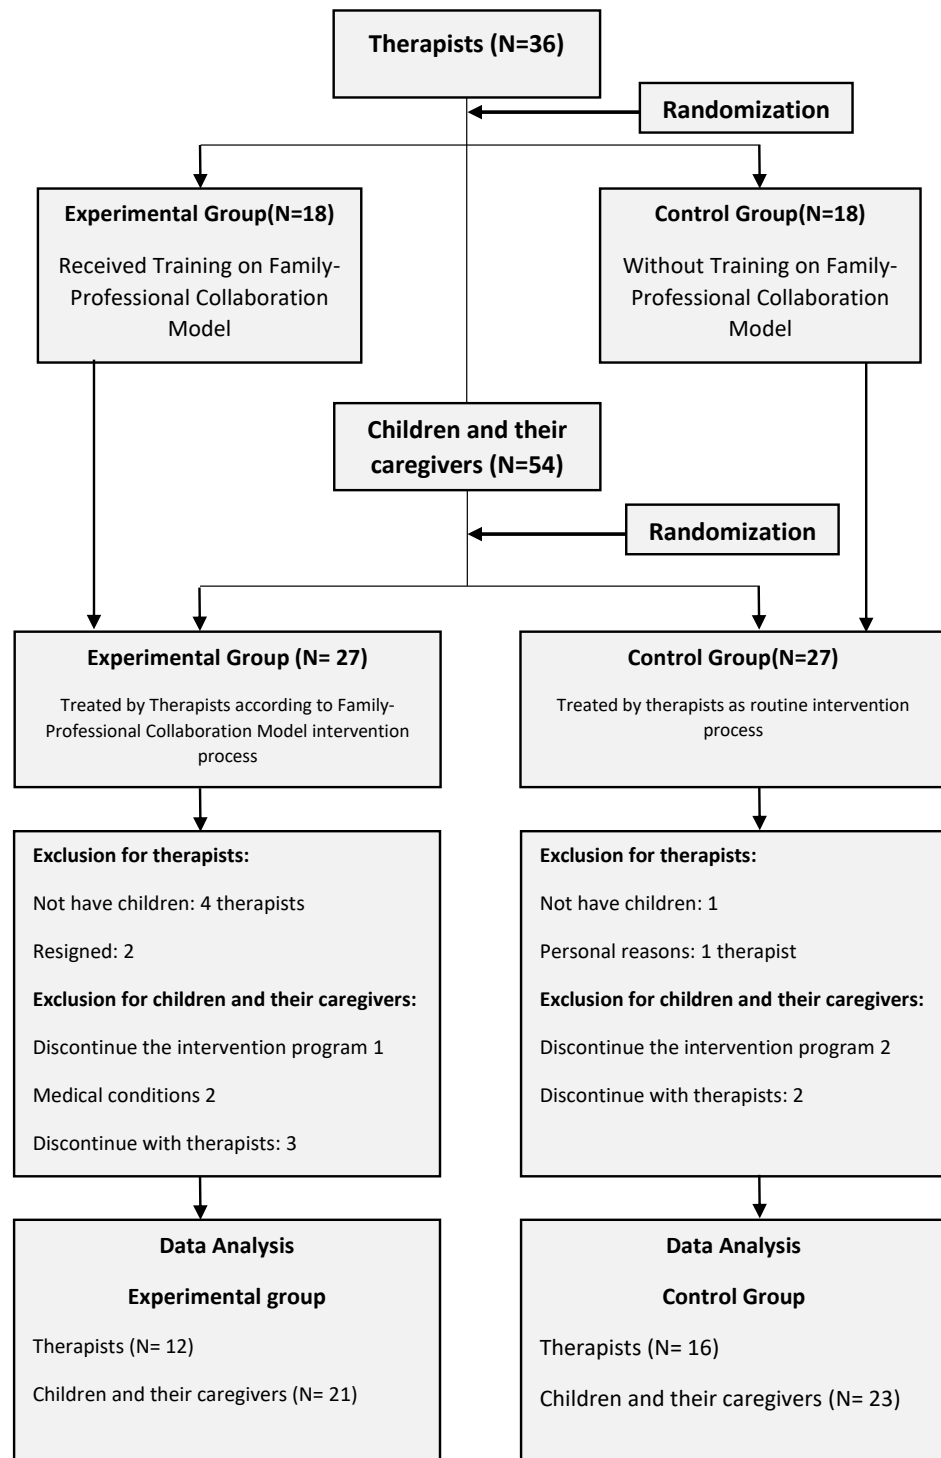 Therapists (N=36)
Randomization
Experimental Group(N=18)
Received Training on Family-
Professional Collaboration
Model
Control Group(N=18)
Without Training on Family-
Professional Collaboration
Model
Children and their
caregivers (N=54)
Randomization
Experimental Group (N= 27)
Treated by Therapists according to Family-
Professional Collaboration Model intervention
process
Control Group(N=27)
Treated by therapists as routine intervention
process
Exclusion for therapists:
Not have children: 4 therapists
Resigned: 2
Exclusion for children and their caregivers:
Discontinue the intervention program 1
Medical conditions 2
Discontinue with therapists: 3
Exclusion for therapists:
Not have children: 1
Personal reasons: 1 therapist
Exclusion for children and their caregivers:
Discontinue the intervention program 2
Discontinue with therapists: 2
Data Analysis
Experimental group
Therapists (N= 12)
Children and their caregivers (N= 21)
Data Analysis
Control Group
Therapists (N= 16)
Children and their caregivers (N= 23)